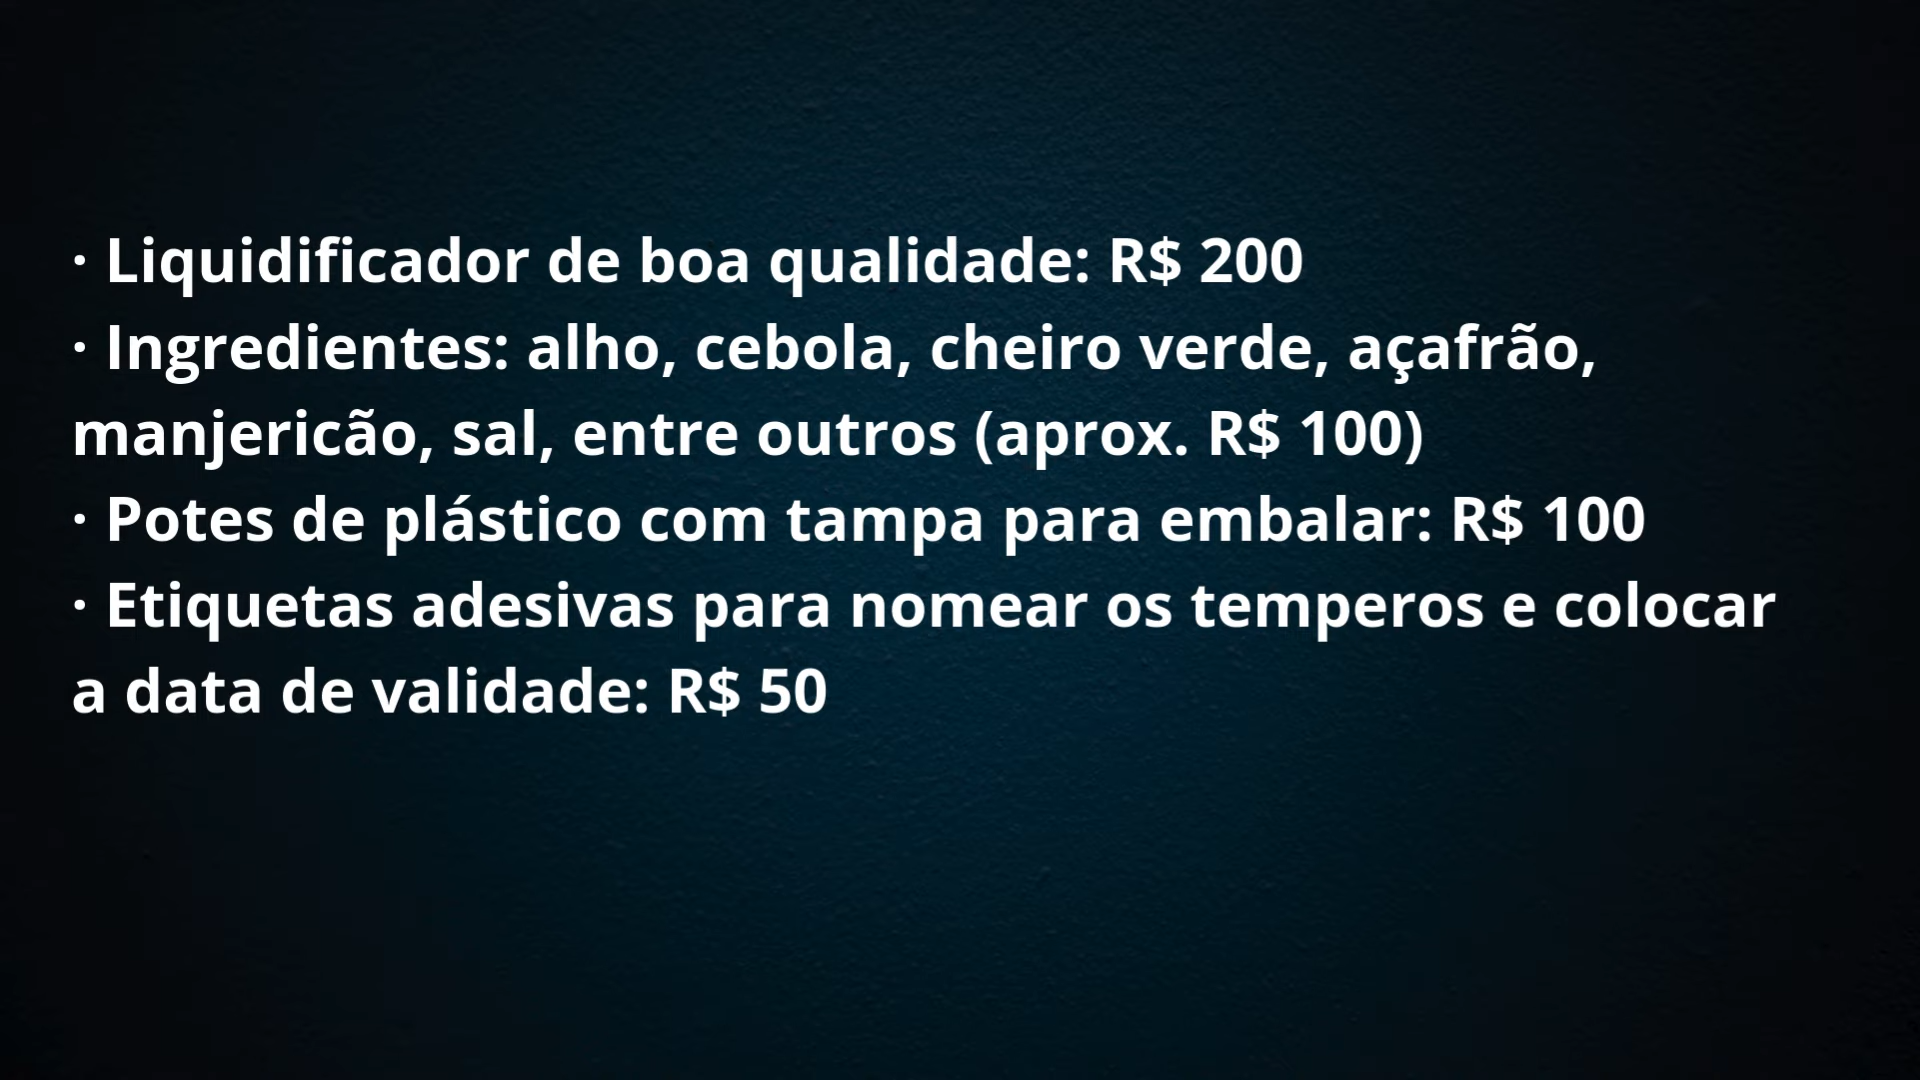 · Liquidificador de boa qualidade: R$ 200
· Ingredientes: alho, cebola, cheiro verde, açafrão,
manjericão, sal, entre outros (aprox. R$ 100)
· Potes de plástico com tampa para embalar: R$ 100
· Etiquetas adesivas para nomear os temperos e colocar
a data de validade: R$ 50